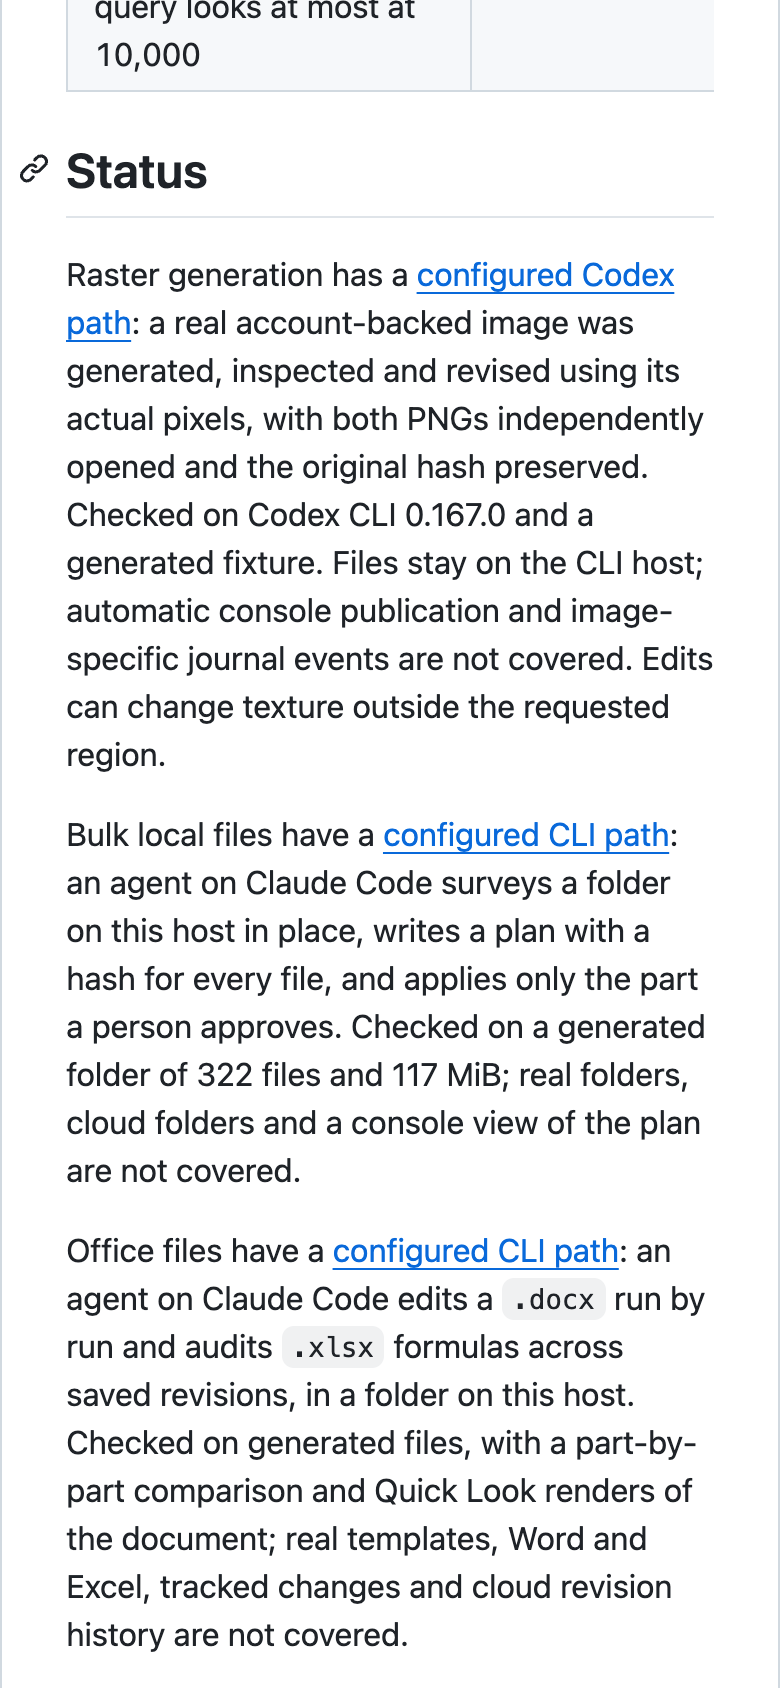 query looks at most at
10,000
Status
Raster generation has a configured Codex
path: a real account-backed image was
generated, inspected and revised using its
actual pixels, with both PNGs independently
opened and the original hash preserved.
Checked on Codex CLI 0.167.0 and a
generated fixture. Files stay on the CLI host;
automatic console publication and image-
specific journal events are not covered. Edits
can change texture outside the requested
region.
Bulk local files have a configured CLI path:
an agent on Claude Code surveys a folder
on this host in place, writes a plan with a
hash for every file, and applies only the part
a person approves. Checked on a generated
folder of 322 files and 117 MiB; real folders,
cloud folders and a console view of the plan
are not covered.
Office files have a configured CLI path: an
agent on Claude Code edits a .docx run by
run and audits .xlsx formulas across
saved revisions, in a folder on this host.
Checked on generated files, with a part-by-
part comparison and Quick Look renders of
the document; real templates, Word and
Excel, tracked changes and cloud revision
history are not covered.